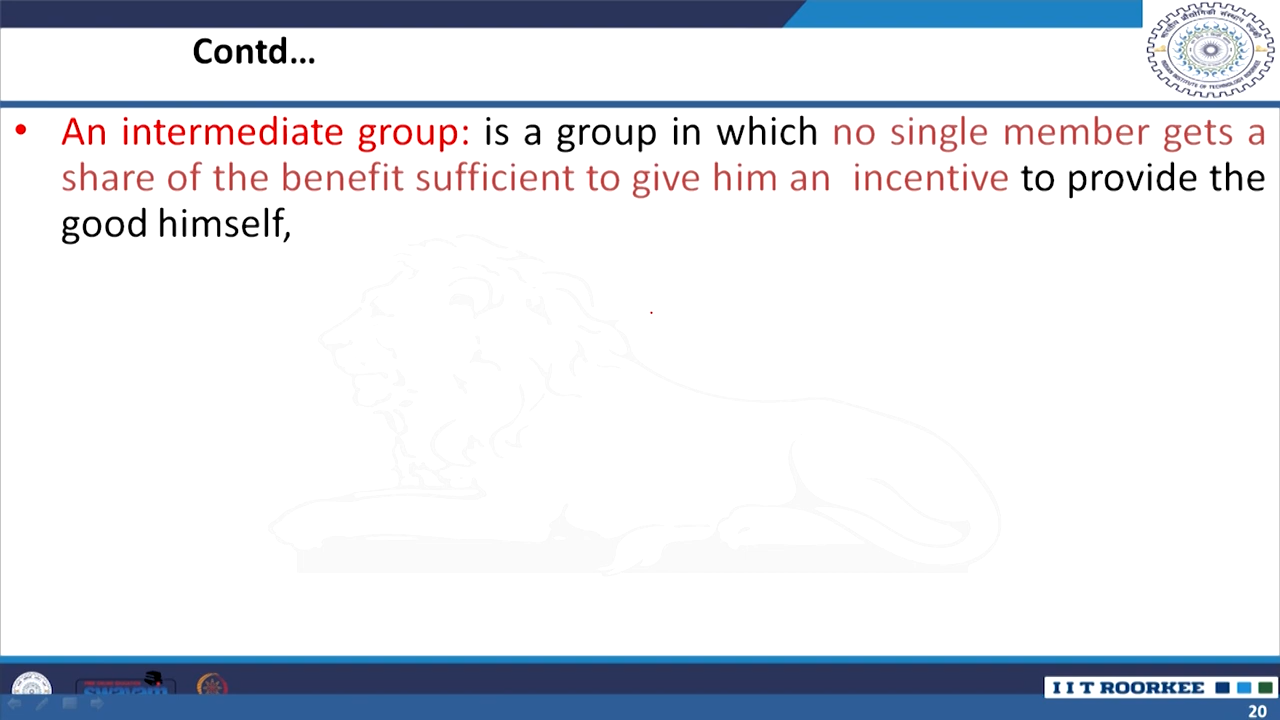 Contd...
• An intermediate group: is a group in which no single member gets a
share of the benefit sufficient to give him an incentive to provide the
good himself,
swayam
I I T ROORKEE
20